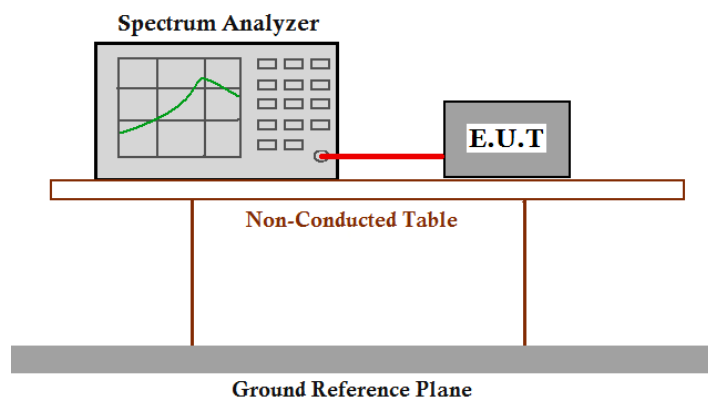 Spectrum Analyzer
E.U.T
Non-Conducted Table
Ground Reference Plane